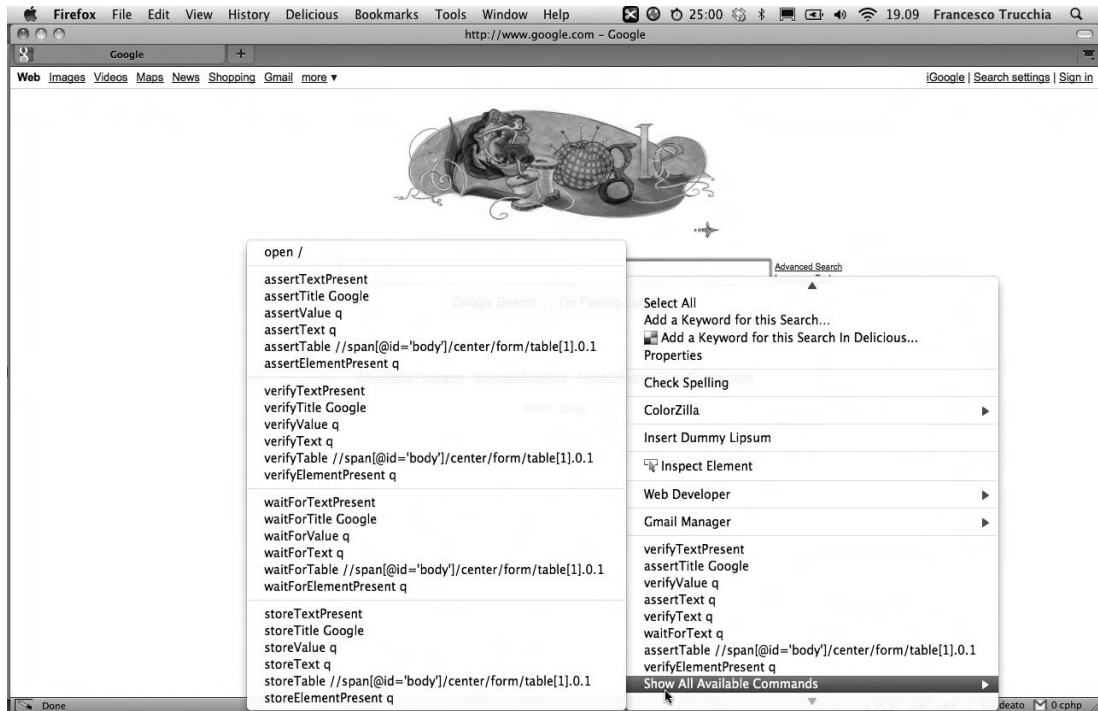 Firefox File Edit View History Delicious Bookmarks Tools Window Help 25:00 19.09 Francesco Trucchia
http://www.google.com – Google
Google +
Web Images Videos Maps News Shopping Gmail more ▼ iGoogle | Search settings | Sign in
Advanced Search
Google Search I'm Feeling
open /
assertTextPresent
assertTitle Google
assertValue q
assertText q
assertTable //span[@id='body']/center/form/table[1].0.1
assertElementPresent q
verifyTextPresent
verifyTitle Google
verifyValue q
verifyText q
verifyTable //span[@id='body']/center/form/table[1].0.1
verifyElementPresent q
waitForTextPresent
waitForTitle Google
waitForValue q
waitForText q
waitForTable //span[@id='body']/center/form/table[1].0.1
waitForElementPresent q
storeTextPresent
storeTitle Google
storeValue q
storeText q
storeTable //span[@id='body']/center/form/table[1].0.1
storeElementPresent q
Select All
Add a Keyword for this Search...
Add a Keyword for this Search In Delicious...
Properties
Check Spelling
ColorZilla
Insert Dummy Lipsum
Inspect Element
Web Developer
Gmail Manager
verifyTextPresent
assertTitle Google
verifyValue q
assertText q
verifyText q
waitForText q
assertTable //span[@id='body']/center/form/table[1].0.1
verifyElementPresent q
Show All Available Commands
Done deato 0 cphp